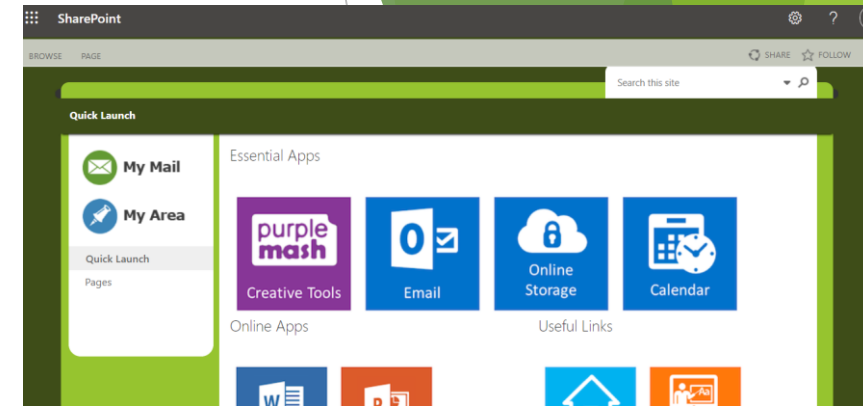 SharePoint
?
BROWSE PAGE
SHARE FOLLOW
Search this site
Quick Launch
My Mail
My Area
Quick Launch
Pages
Essential Apps
purple
mash
Creative Tools
O
Email
Online
Storage
Calendar
Online Apps
Useful Links
W
P
Aa